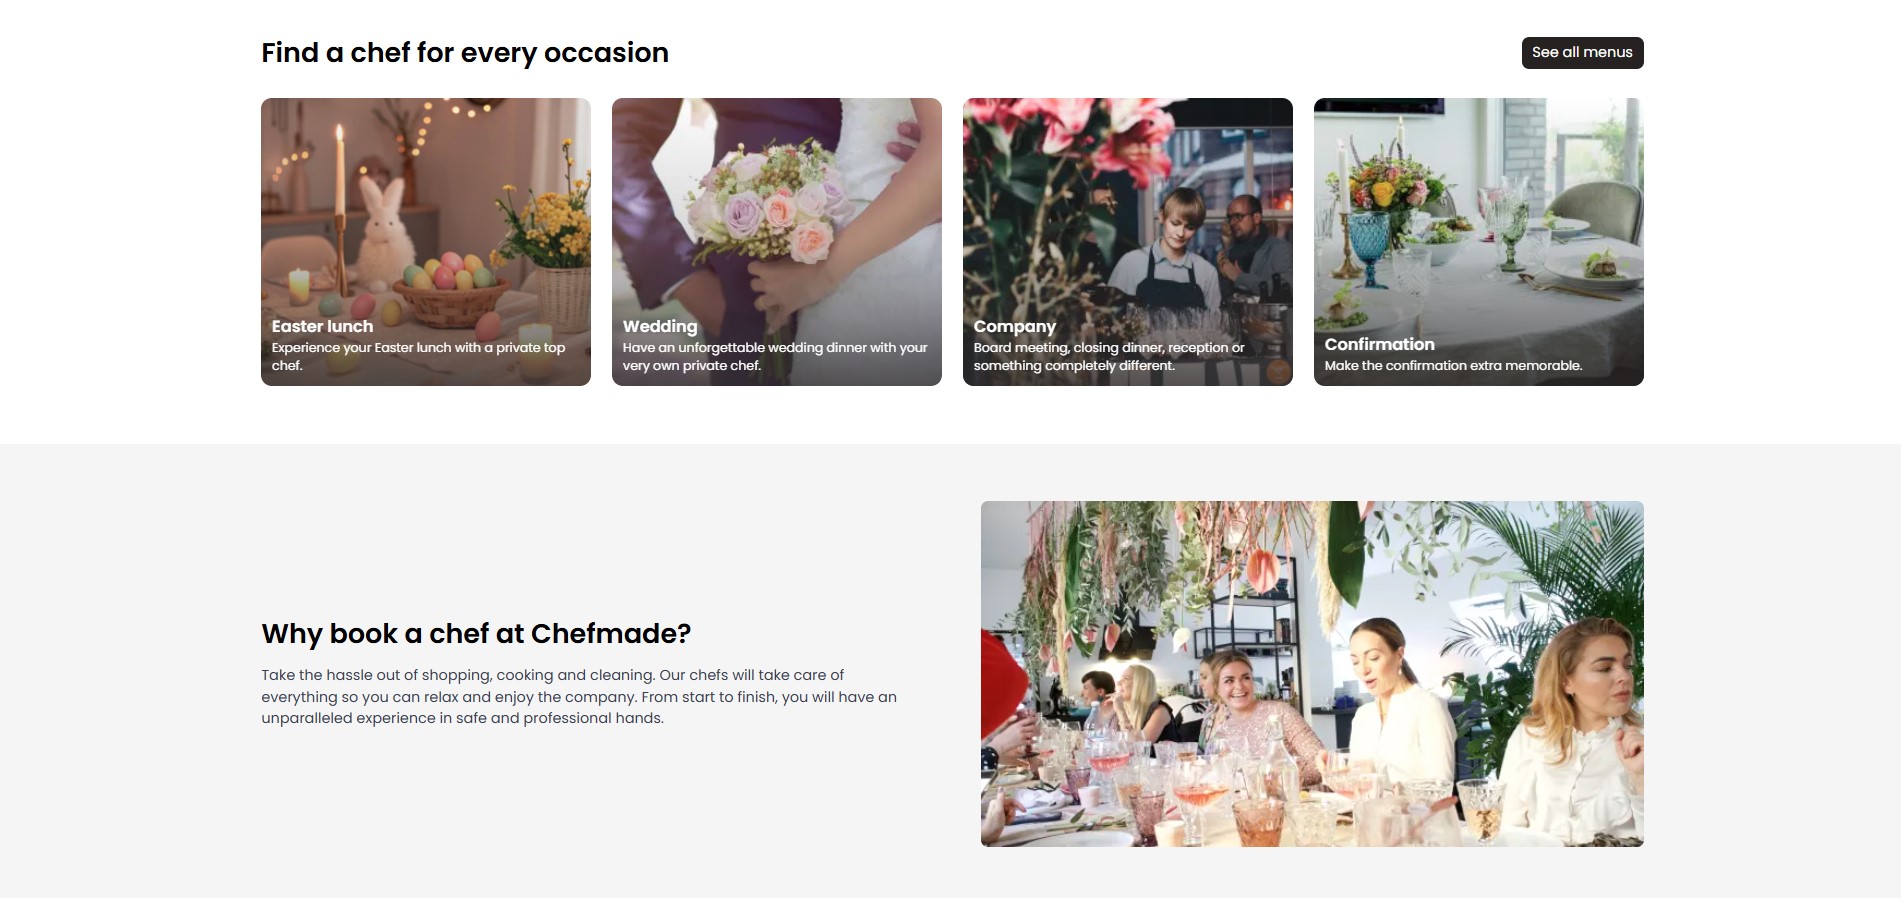 Find a chef for every occasion
See all menus
Easter lunch
Experience your Easter lunch with a private top
chef.
Wedding
Have an unforgettable wedding dinner with your
very own private chef.
Company
Board meeting, closing dinner, reception or
something completely different.
Confirmation
Make the confirmation extra memorable.
Why book a chef at Chefmade?
Take the hassle out of shopping, cooking and cleaning. Our chefs will take care of
everything so you can relax and enjoy the company. From start to finish, you will have an
unparalleled experience in safe and professional hands.